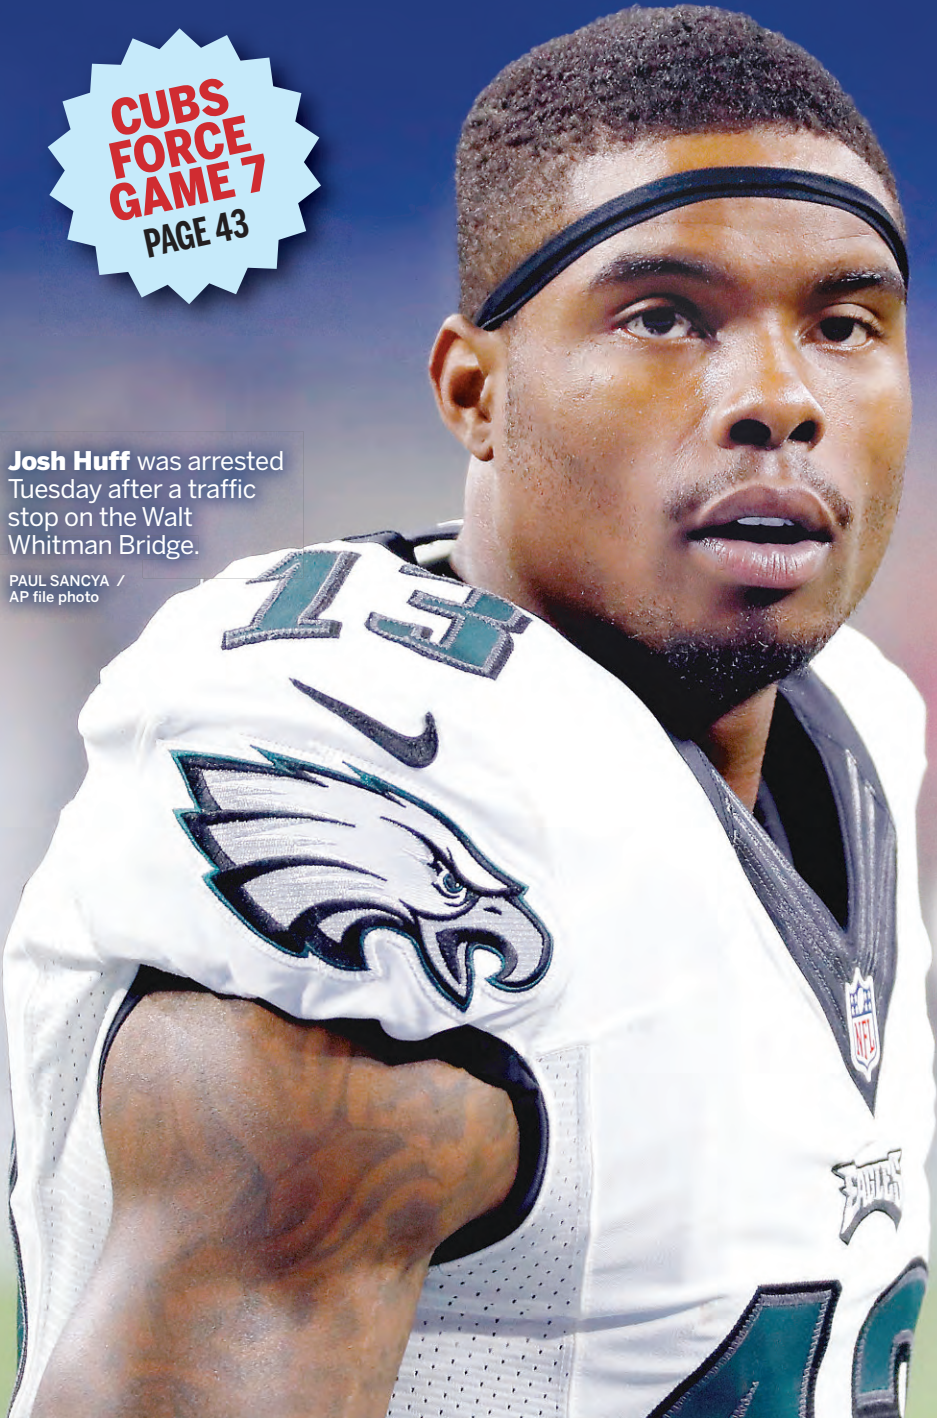 CUBS
FORCE
GAME 7
PAGE 43
Josh Huff was arrested
Tuesday after a traffic
stop on the Walt
Whitman Bridge.
PAUL SANCYA /
AP file photo
13
NFL
EAGLES
13